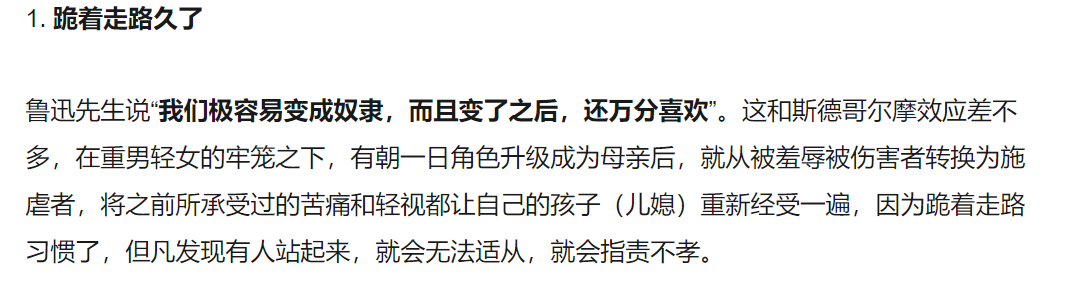 1. 跪着走路久了
鲁迅先生说“我们极容易变成奴隶，而且变了之后，还万分喜欢”。这和斯德哥尔摩效应差不
多，在重男轻女的牢笼之下，有朝一日角色升级成为母亲后，就从被羞辱被伤害者转换为施
虐者，将之前所承受过的苦痛和轻视都让自己的孩子（儿媳）重新经受一遍，因为跪着走路
习惯了，但凡发现有人站起来，就会无法适从，就会指责不孝。